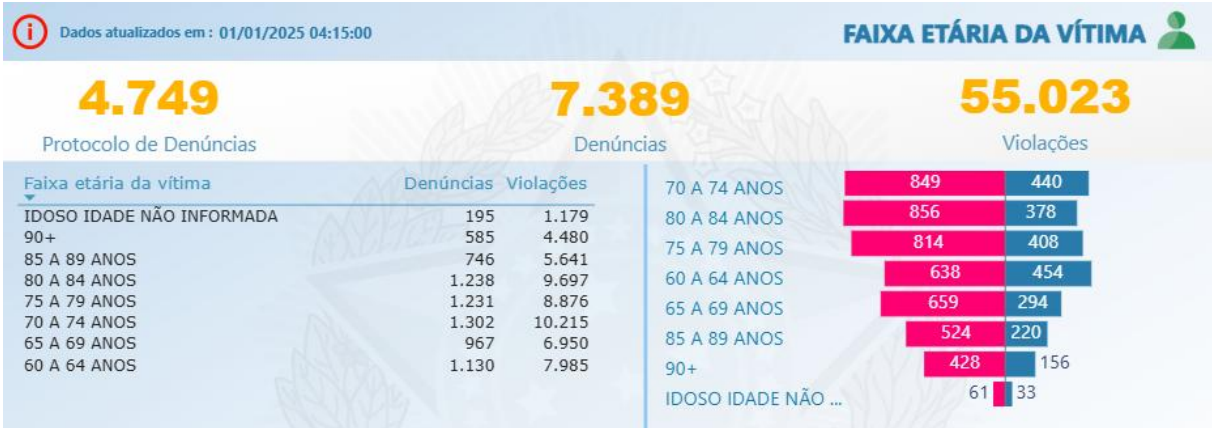 Dados atualizados em : 01/01/2025 04:15:00
FAIXA ETÁRIA DA VÍTIMA
4.749
Protocolo de Denúncias
7.389
Denúncias
55.023
Violações
Faixa etária da vítima Denúncias Violações
IDOSO IDADE NÃO INFORMADA 195 1.179
90+ 585 4.480
85 A 89 ANOS 746 5.641
80 A 84 ANOS 1.238 9.697
75 A 79 ANOS 1.231 8.876
70 A 74 ANOS 1.302 10.215
65 A 69 ANOS 967 6.950
60 A 64 ANOS 1.130 7.985
70 A 74 ANOS 849 440
80 A 84 ANOS 856 378
75 A 79 ANOS 814 408
60 A 64 ANOS 638 454
65 A 69 ANOS 659 294
85 A 89 ANOS 524 220
90+ 428 156
IDOSO IDADE NÃO ... 61 33